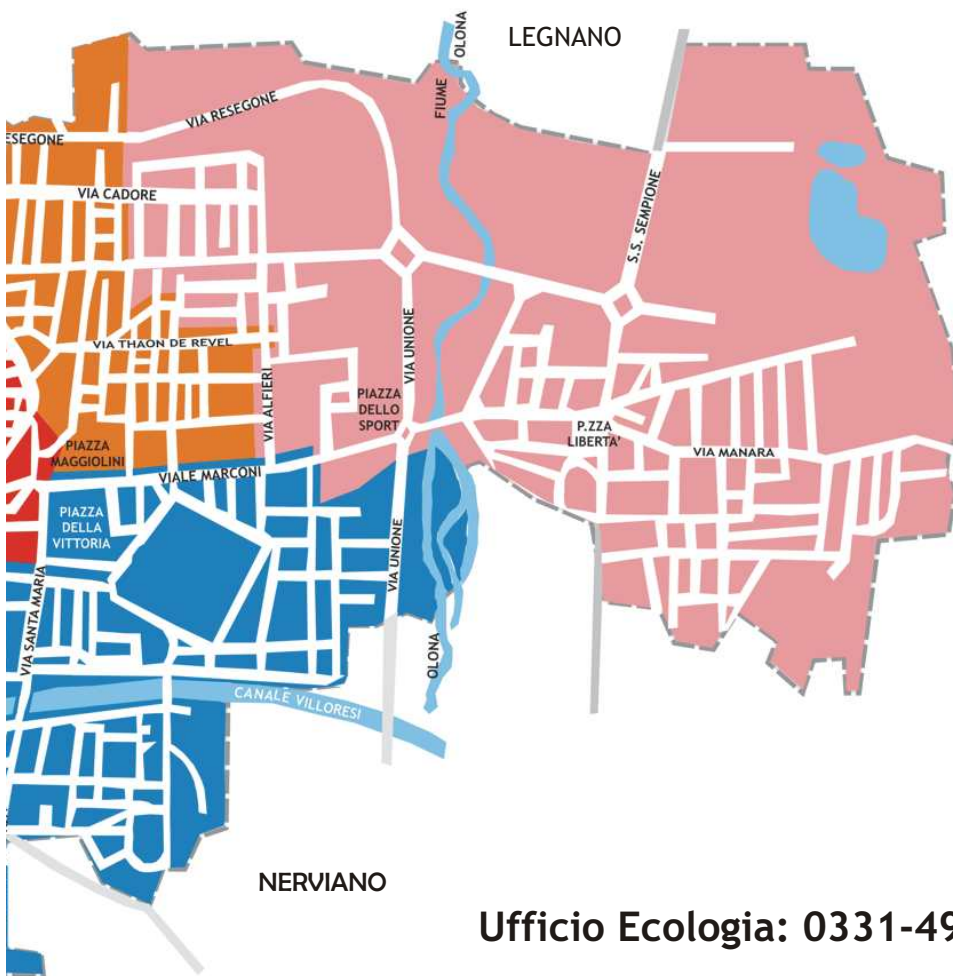 LEGNANO
OLONA
FIUME
VIA RESEGONE
ESEGONE
VIA CADORE
S.S. SEMPIONE
VIA THAON DE REVEL
VIA UNIONE
VIA ALFIERI
PIAZZA
DELLO
SPORT
P.ZZA
LIBERTA'
PIAZZA
MAGGIOLINI
VIA MANARA
VIALE MARCONI
PIAZZA
DELLA
VITTORIA
VIA UNIONE
VIA SANTA MARIA
OLONA
CANALE VILLORESI
NERVIANO
Ufficio Ecologia: 0331-49